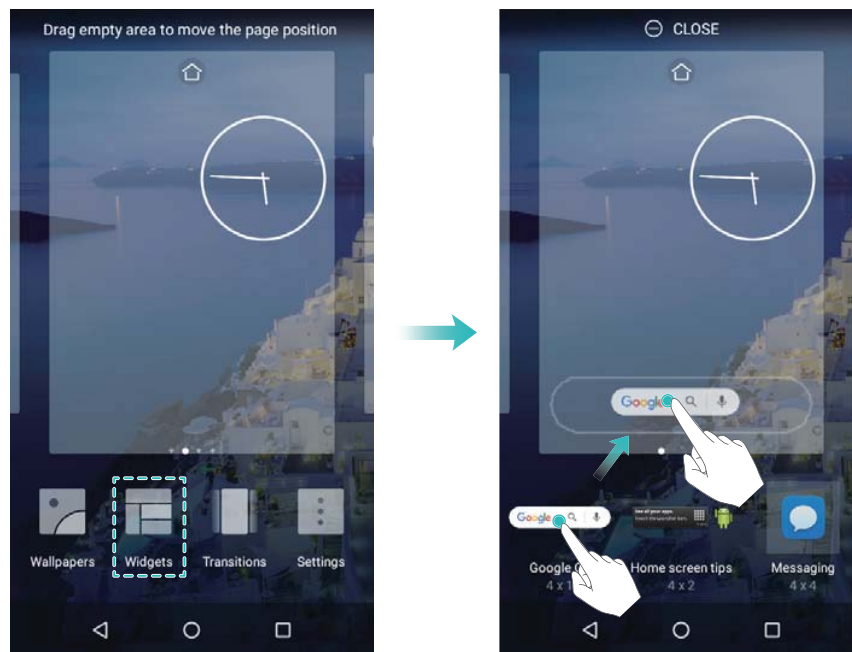 Drag empty area to move the page position
Wallpapers
Widgets
Transitions
Settings
CLOSE
Google
Google
Google
4 x 1
Home screen tips
4 x 2
Messaging
4 x 4